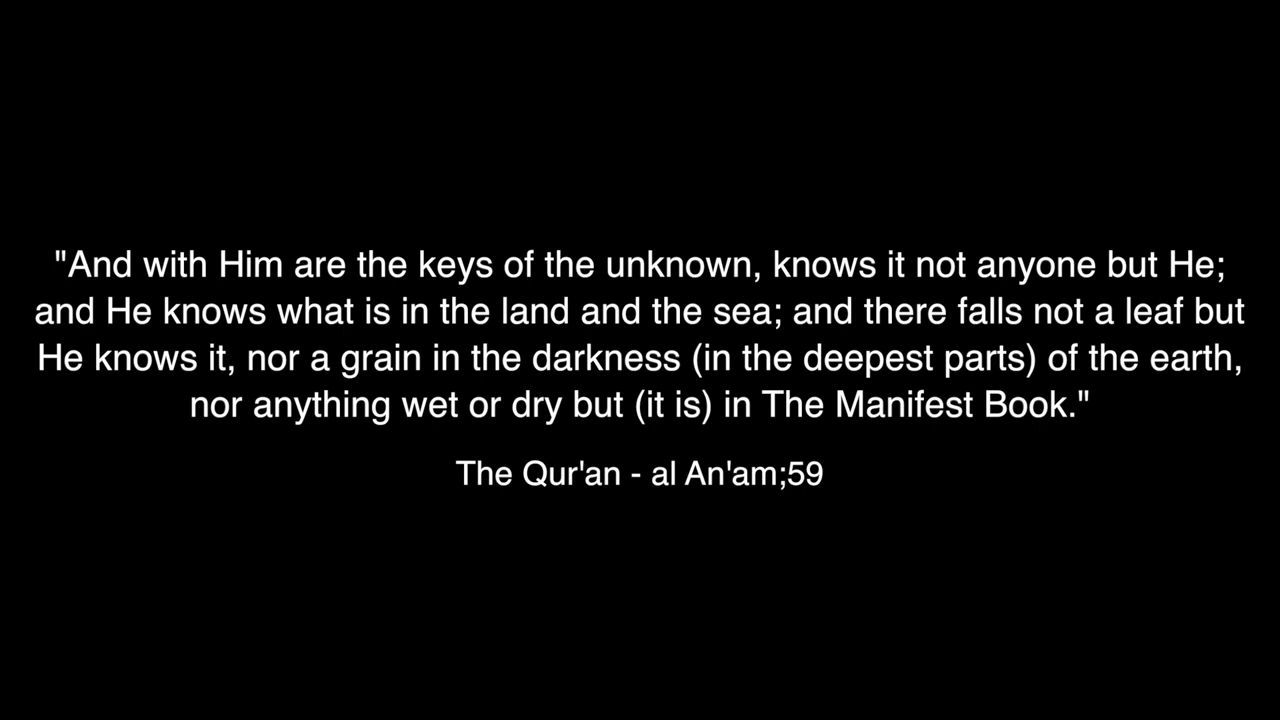 "And with Him are the keys of the unknown, knows it not anyone but He;
and He knows what is in the land and the sea; and there falls not a leaf but
He knows it, nor a grain in the darkness (in the deepest parts) of the earth,
nor anything wet or dry but (it is) in The Manifest Book."
The Qur'an - al An'am;59